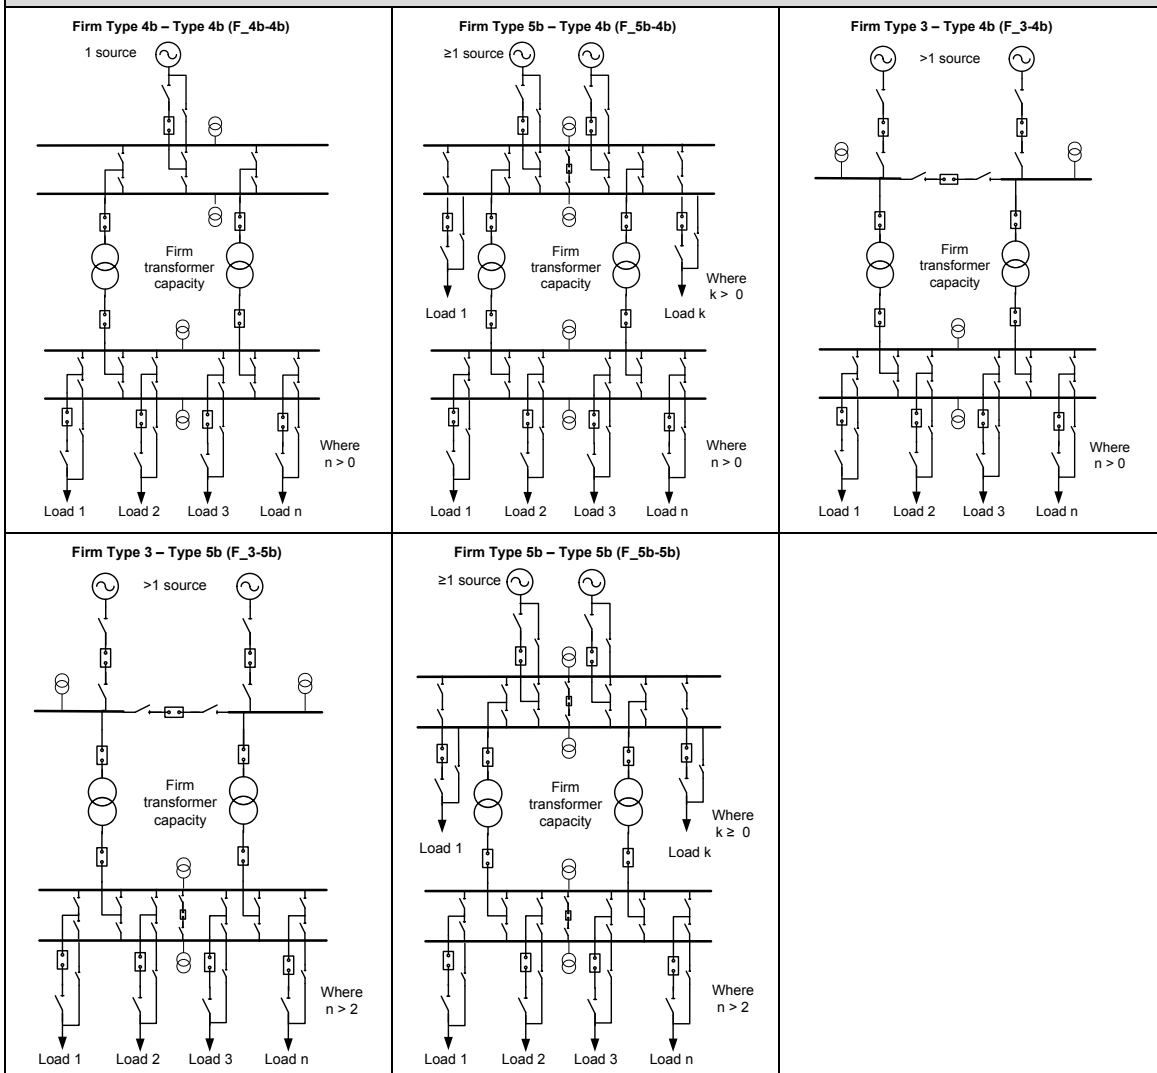 Firm Type 4b – Type 4b (F_4b-4b)
1 source
Firm
transformer
capacity
Where
n > 0
Load 1
Load 2
Load 3
Load n
Firm Type 5b – Type 4b (F_5b-4b)
≥1 source
Load 1
Firm
transformer
capacity
Where
k > 0
Load k
Where
n > 0
Load 1
Load 2
Load 3
Load n
Firm Type 3 – Type 4b (F_3-4b)
>1 source
Firm
transformer
capacity
Where
n > 0
Load 1
Load 2
Load 3
Load n
Firm Type 3 – Type 5b (F_3-5b)
>1 source
Firm
transformer
capacity
Where
n > 2
Load 1
Load 2
Load 3
Load n
Firm Type 5b – Type 5b (F_5b-5b)
≥1 source
Load 1
Firm
transformer
capacity
Where
k ≥ 0
Load k
Where
n > 2
Load 1
Load 2
Load 3
Load n